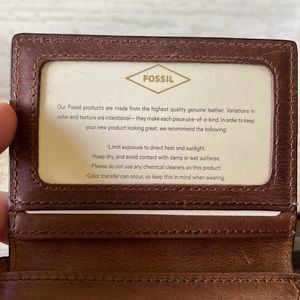 FOSSIL
Our Fossil products are made from the highest quality genuine leather. Variations in
color and texture are intentional—they make each piece one-of-a-kind. In order to keep
your new product looking great, we recommend the following:
•Limit exposure to direct heat and sunlight.
•Keep dry, and avoid contact with damp or wet surfaces.
•Please do not use any chemical cleaners on this product.
•Color transfer can occur, so keep this in mind when wearing.